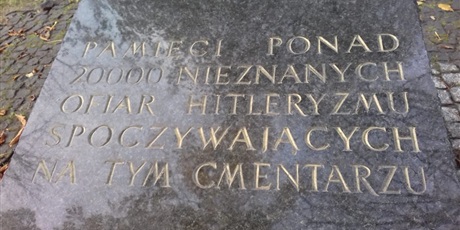 PAMIĘCI PONAD
20000 NIEZNANYCH
OFIAR HITLERYZMU
SPOCZYWAJĄCYCH
NA TYM CMENTARZU